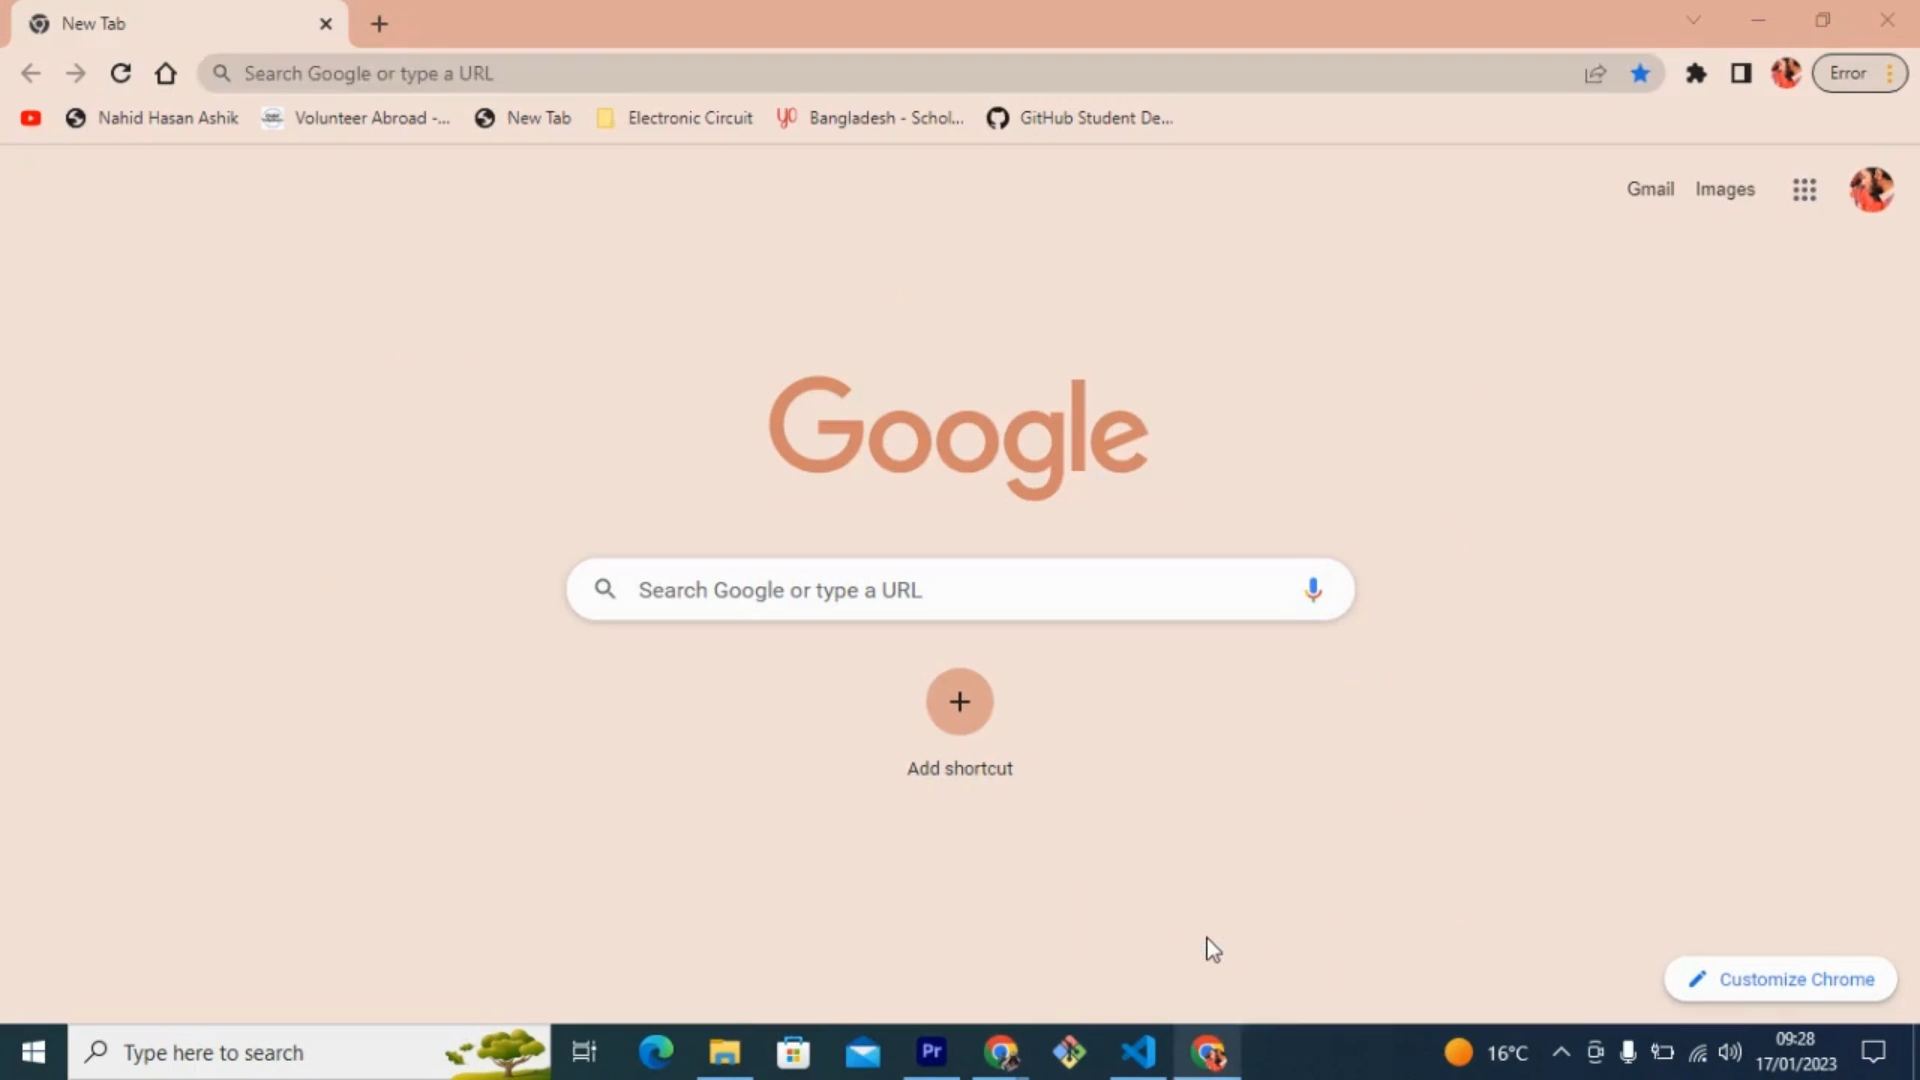 New Tab
Search Google or type a URL
Error
Nahid Hasan Ashik
Volunteer Abroad -...
New Tab
Electronic Circuit
YO
Bangladesh - Schol...
GitHub Student De...
Gmail
Images
Google
Search Google or type a URL
Add shortcut
Customize Chrome
Type here to search
Pr
16°C
09:28
17/01/2023